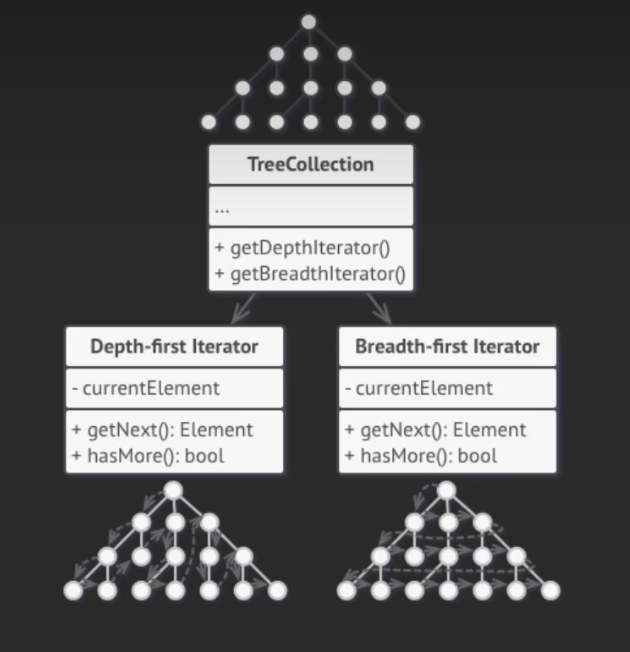 TreeCollection
...
+ getDepthIterator()
+ getBreadthIterator()
Depth-first Iterator
- currentElement
+ getNext(): Element
+ hasMore(): bool
Breadth-first Iterator
- currentElement
+ getNext(): Element
+ hasMore(): bool